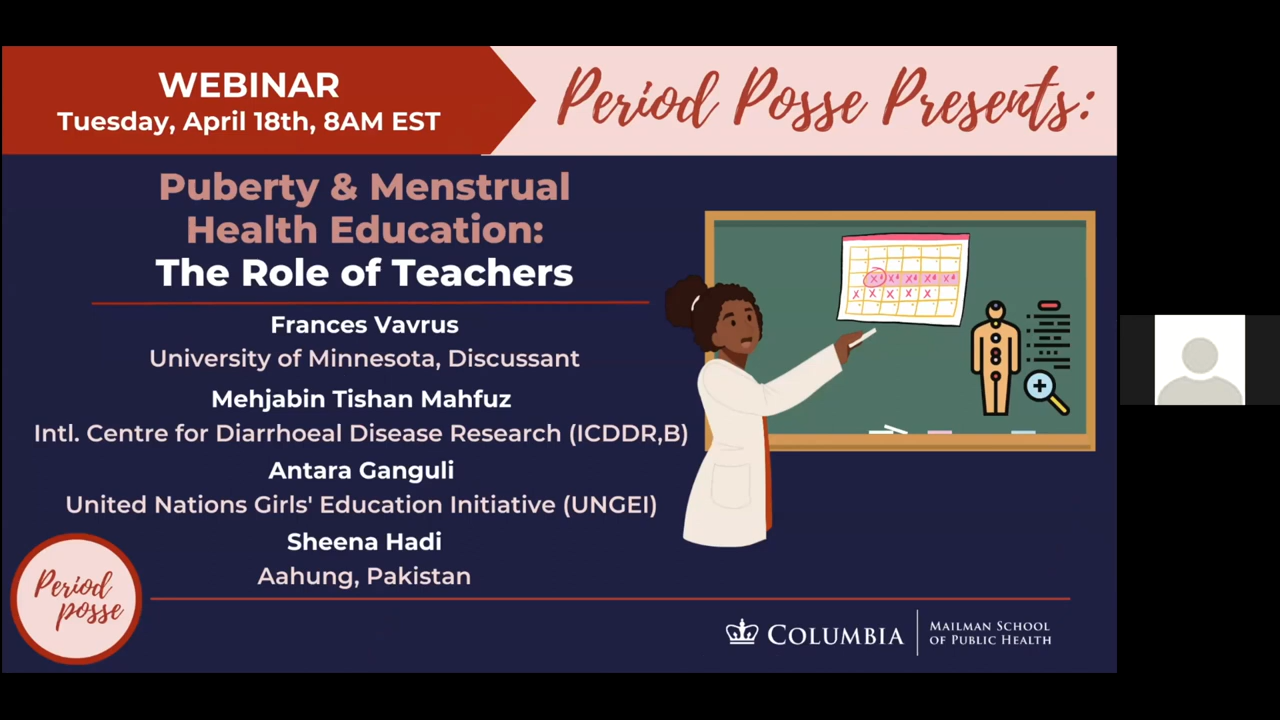 WEBINAR
Tuesday, April 18th, 8AM EST
Period Posse Presents:
Puberty & Menstrual
Health Education:
The Role of Teachers
Frances Vavrus
University of Minnesota, Discussant
Mehjabin Tishan Mahfuz
Intl. Centre for Diarrhoeal Disease Research (ICDDR,B)
Antara Ganguli
United Nations Girls' Education Initiative (UNGEI)
Sheena Hadi
Aahung, Pakistan
Period
posse
COLUMBIA
MAILMAN SCHOOL
OF PUBLIC HEALTH